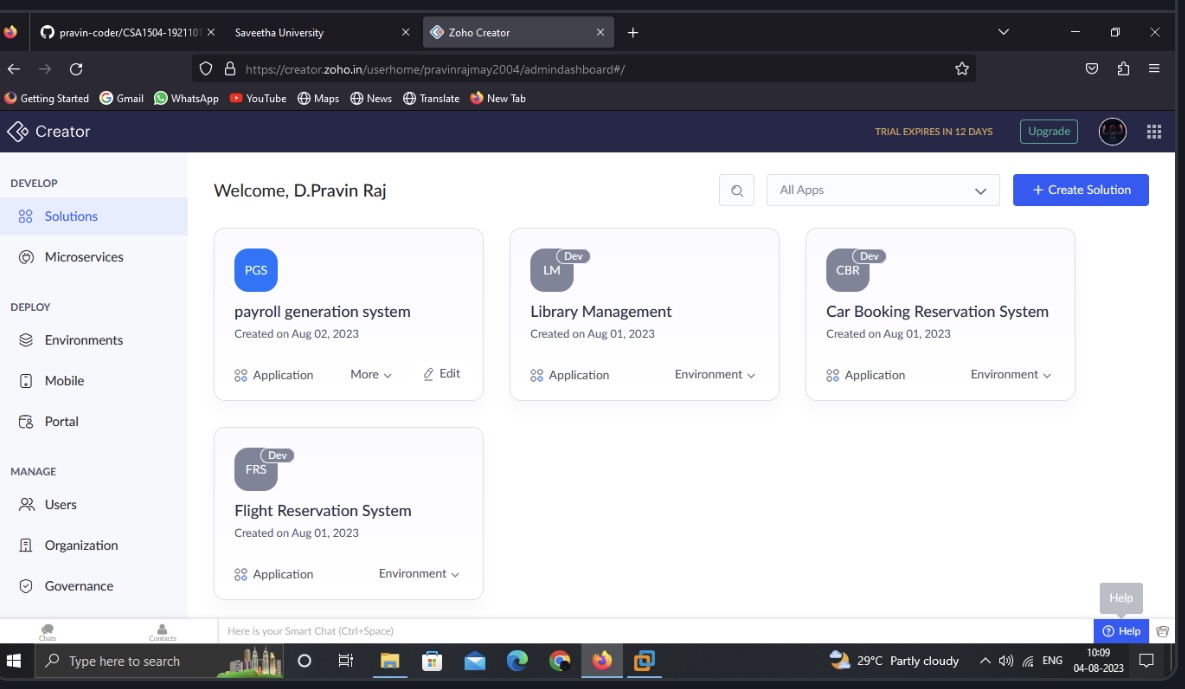 pravin-coder/CSA1504-1921101
Saveetha University
Zoho Creator
https://creator.zoho.in/userhome/pravinrajmay2004/admindashboard#/
Getting Started Gmail WhatsApp YouTube Maps News Translate New Tab
Creator
TRIAL EXPIRES IN 12 DAYS
Upgrade
DEVELOP
Solutions
Microservices
DEPLOY
Environments
Mobile
Portal
MANAGE
Users
Organization
Governance
Welcome, D.Pravin Raj
All Apps
+ Create Solution
PGS
payroll generation system
Created on Aug 02, 2023
Application More Edit
Dev
LM
Library Management
Created on Aug 01, 2023
Application Environment
Dev
CBR
Car Booking Reservation System
Created on Aug 01, 2023
Application Environment
Dev
FRS
Flight Reservation System
Created on Aug 01, 2023
Application Environment
Help
Chats
Contacts
Here is your Smart Chat (Ctrl+Space)
Help
Type here to search
29°C Partly cloudy
ENG
10:09
04-08-2023